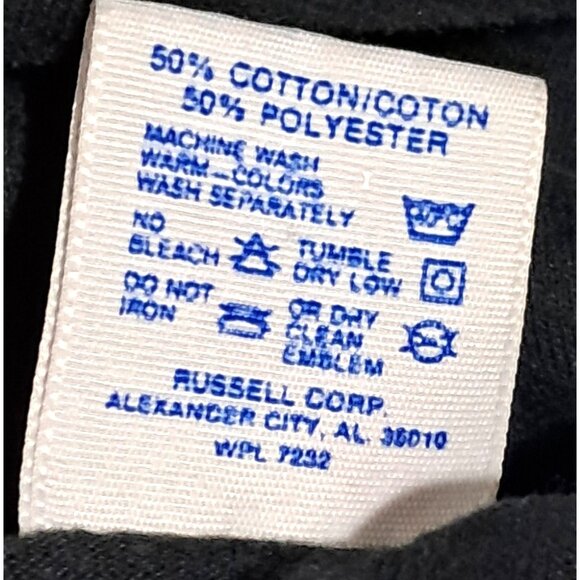 50% COTTON/COTON
50% POLYESTER
MACHINE WASH
WARM-COLORS
WASH SEPARATELY
NO
BLEACH
TUMBLE
DRY LOW
DO NOT
IRON
OR DRY
CLEAN
EMBLEM
RUSSELL CORP.
ALEXANDER CITY, AL. 35010
WPL 7232